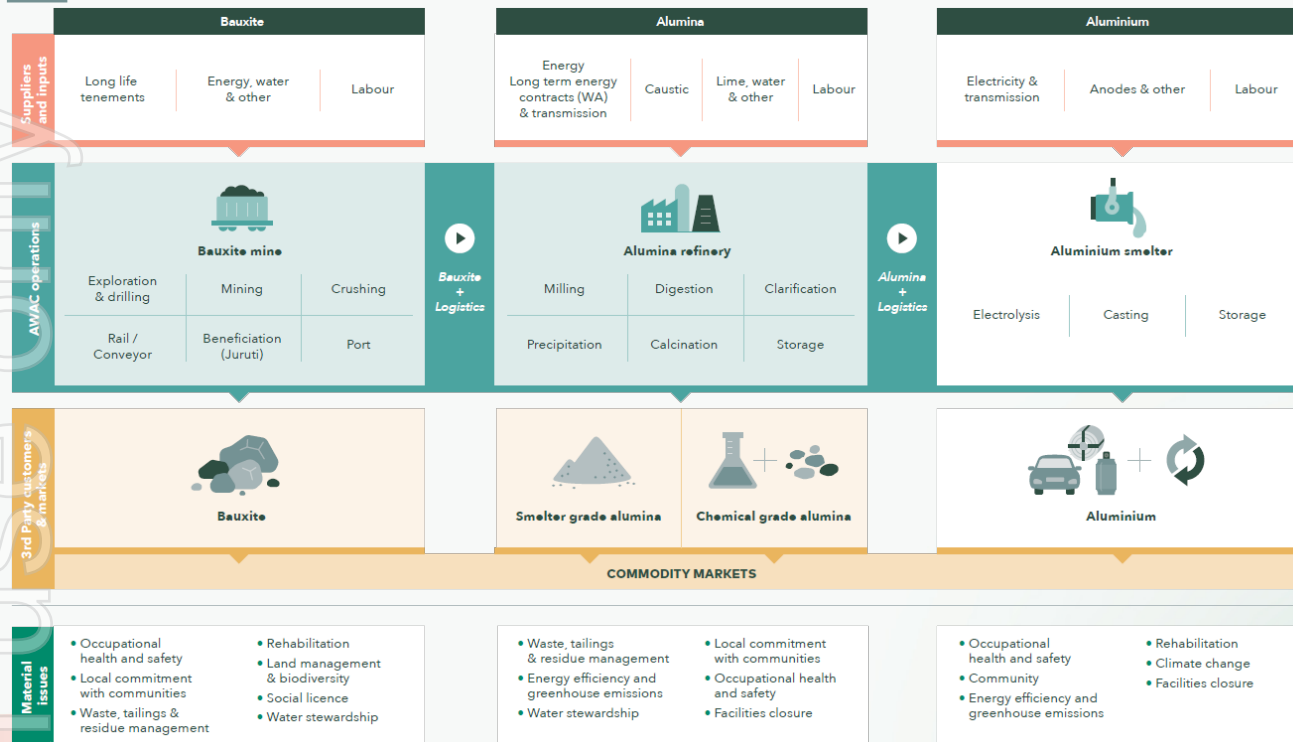 Bauxite
Alumina
Aluminium
Suppliers
and inputs
Long life
tenements
Energy, water
& other
Labour
Energy
Long term energy
contracts (WA)
& transmission
Caustic
Lime, water
& other
Labour
Electricity &
transmission
Anodes & other
Labour
AWAC operations
Bauxite mine
Exploration
& drilling
Mining
Crushing
Rail /
Conveyor
Beneficiation
(Juruti)
Port
Bauxite
+
Logistics
Alumina refinery
Milling
Digestion
Clarification
Precipitation
Calcination
Storage
Alumina
+
Logistics
Aluminium smelter
Electrolysis
Casting
Storage
3rd Party customers
& markets
Bauxite
Smelter grade alumina
Chemical grade alumina
Aluminium
COMMODITY MARKETS
Material
issues
• Occupational
health and safety
• Local commitment
with communities
• Waste, tailings &
residue management
• Rehabilitation
• Land management
& biodiversity
• Social licence
• Water stewardship
• Waste, tailings
& residue management
• Energy efficiency and
greenhouse emissions
• Water stewardship
• Local commitment
with communities
• Occupational health
and safety
• Facilities closure
• Occupational
health and safety
• Community
• Energy efficiency and
greenhouse emissions
• Rehabilitation
• Climate change
• Facilities closure
use only